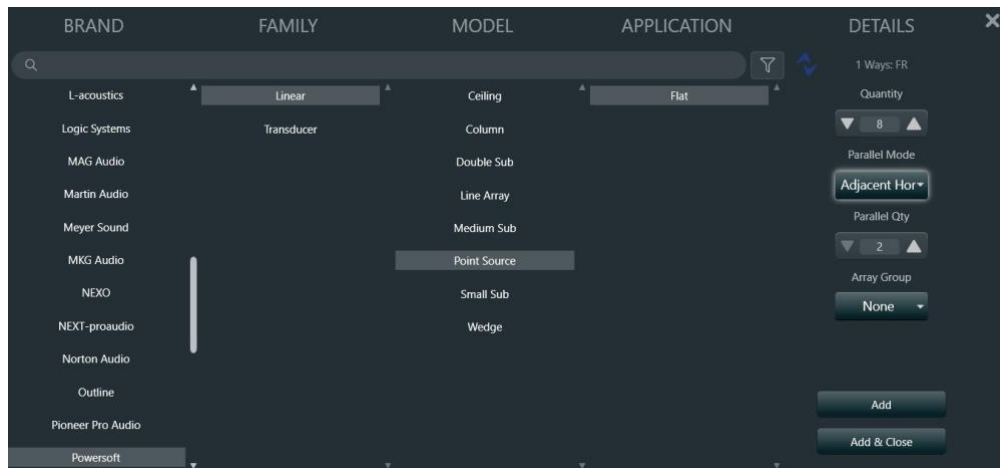 BRAND
FAMILY
MODEL
APPLICATION
DETAILS
L-acoustics
Logic Systems
MAG Audio
Martin Audio
Meyer Sound
MKG Audio
NEXO
NEXT-proaudio
Norton Audio
Outline
Pioneer Pro Audio
Powersoft
Linear
Transducer
Ceiling
Column
Double Sub
Line Array
Medium Sub
Point Source
Small Sub
Wedge
Flat
1 Ways: FR
Quantity
8
Parallel Mode
Adjacent Hor
Parallel Qty
2
Array Group
None
Add
Add & Close